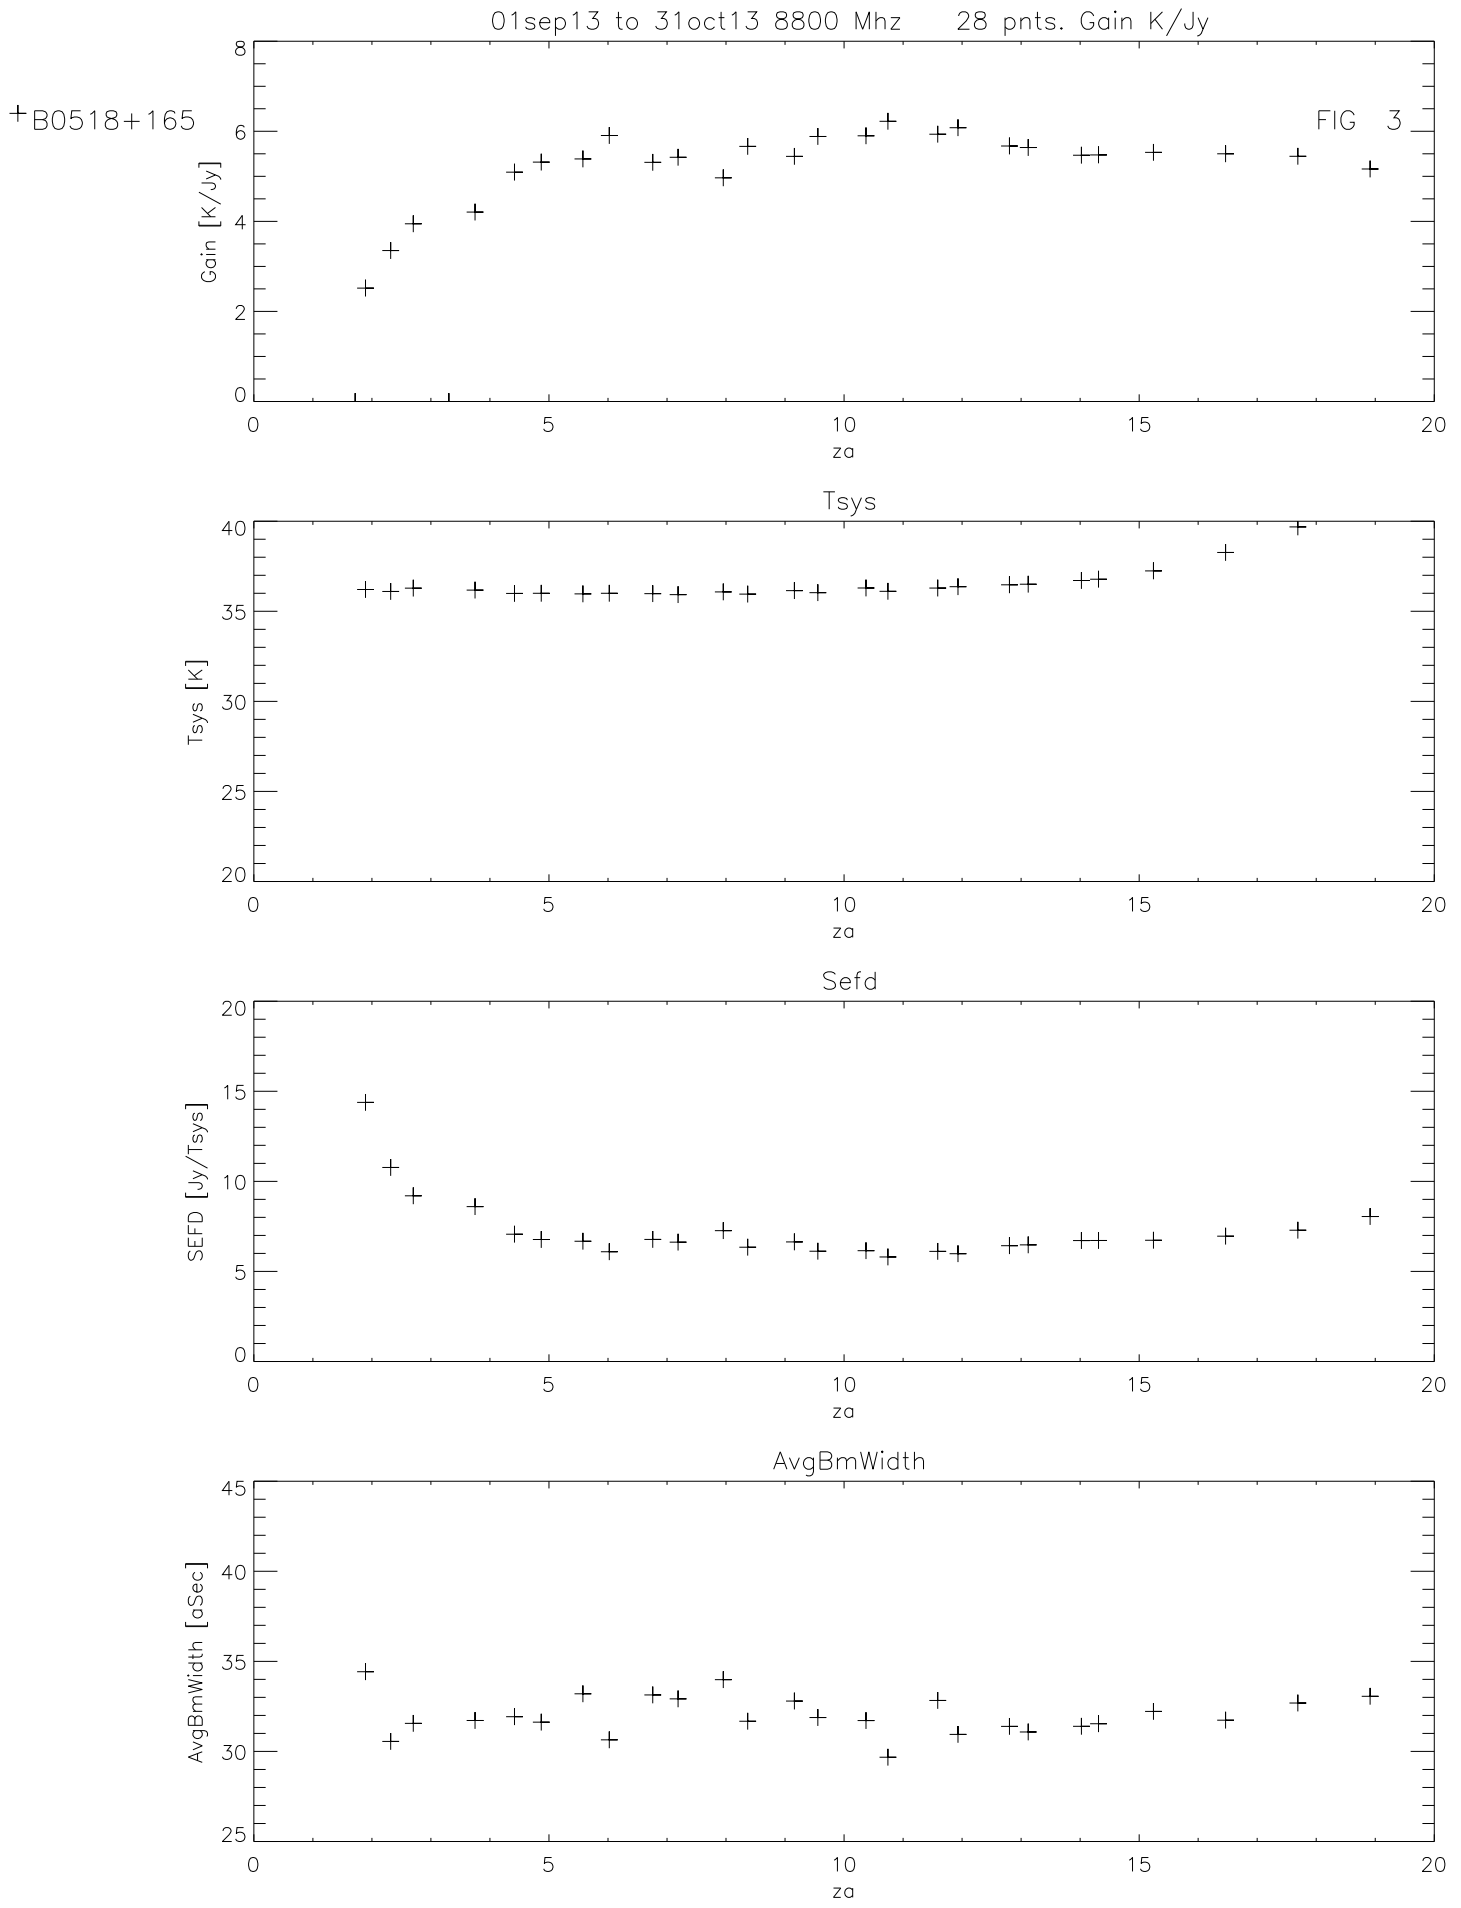 01sep13 to 31oct13 8800 Mhz 28 pnts. Gain K/Jy
+B0518+165
FIG 3
Gain [K/Jy]
8
6
4
2
0
0 5 10 15 20
za
Tsys
Tsys [K]
40
35
30
25
20
0 5 10 15 20
za
Sefd
SEFD [Jy/Tsys]
20
15
10
5
0
0 5 10 15 20
za
AvgBmWidth
AvgBmWidth [aSec]
45
40
35
30
25
0 5 10 15 20
za